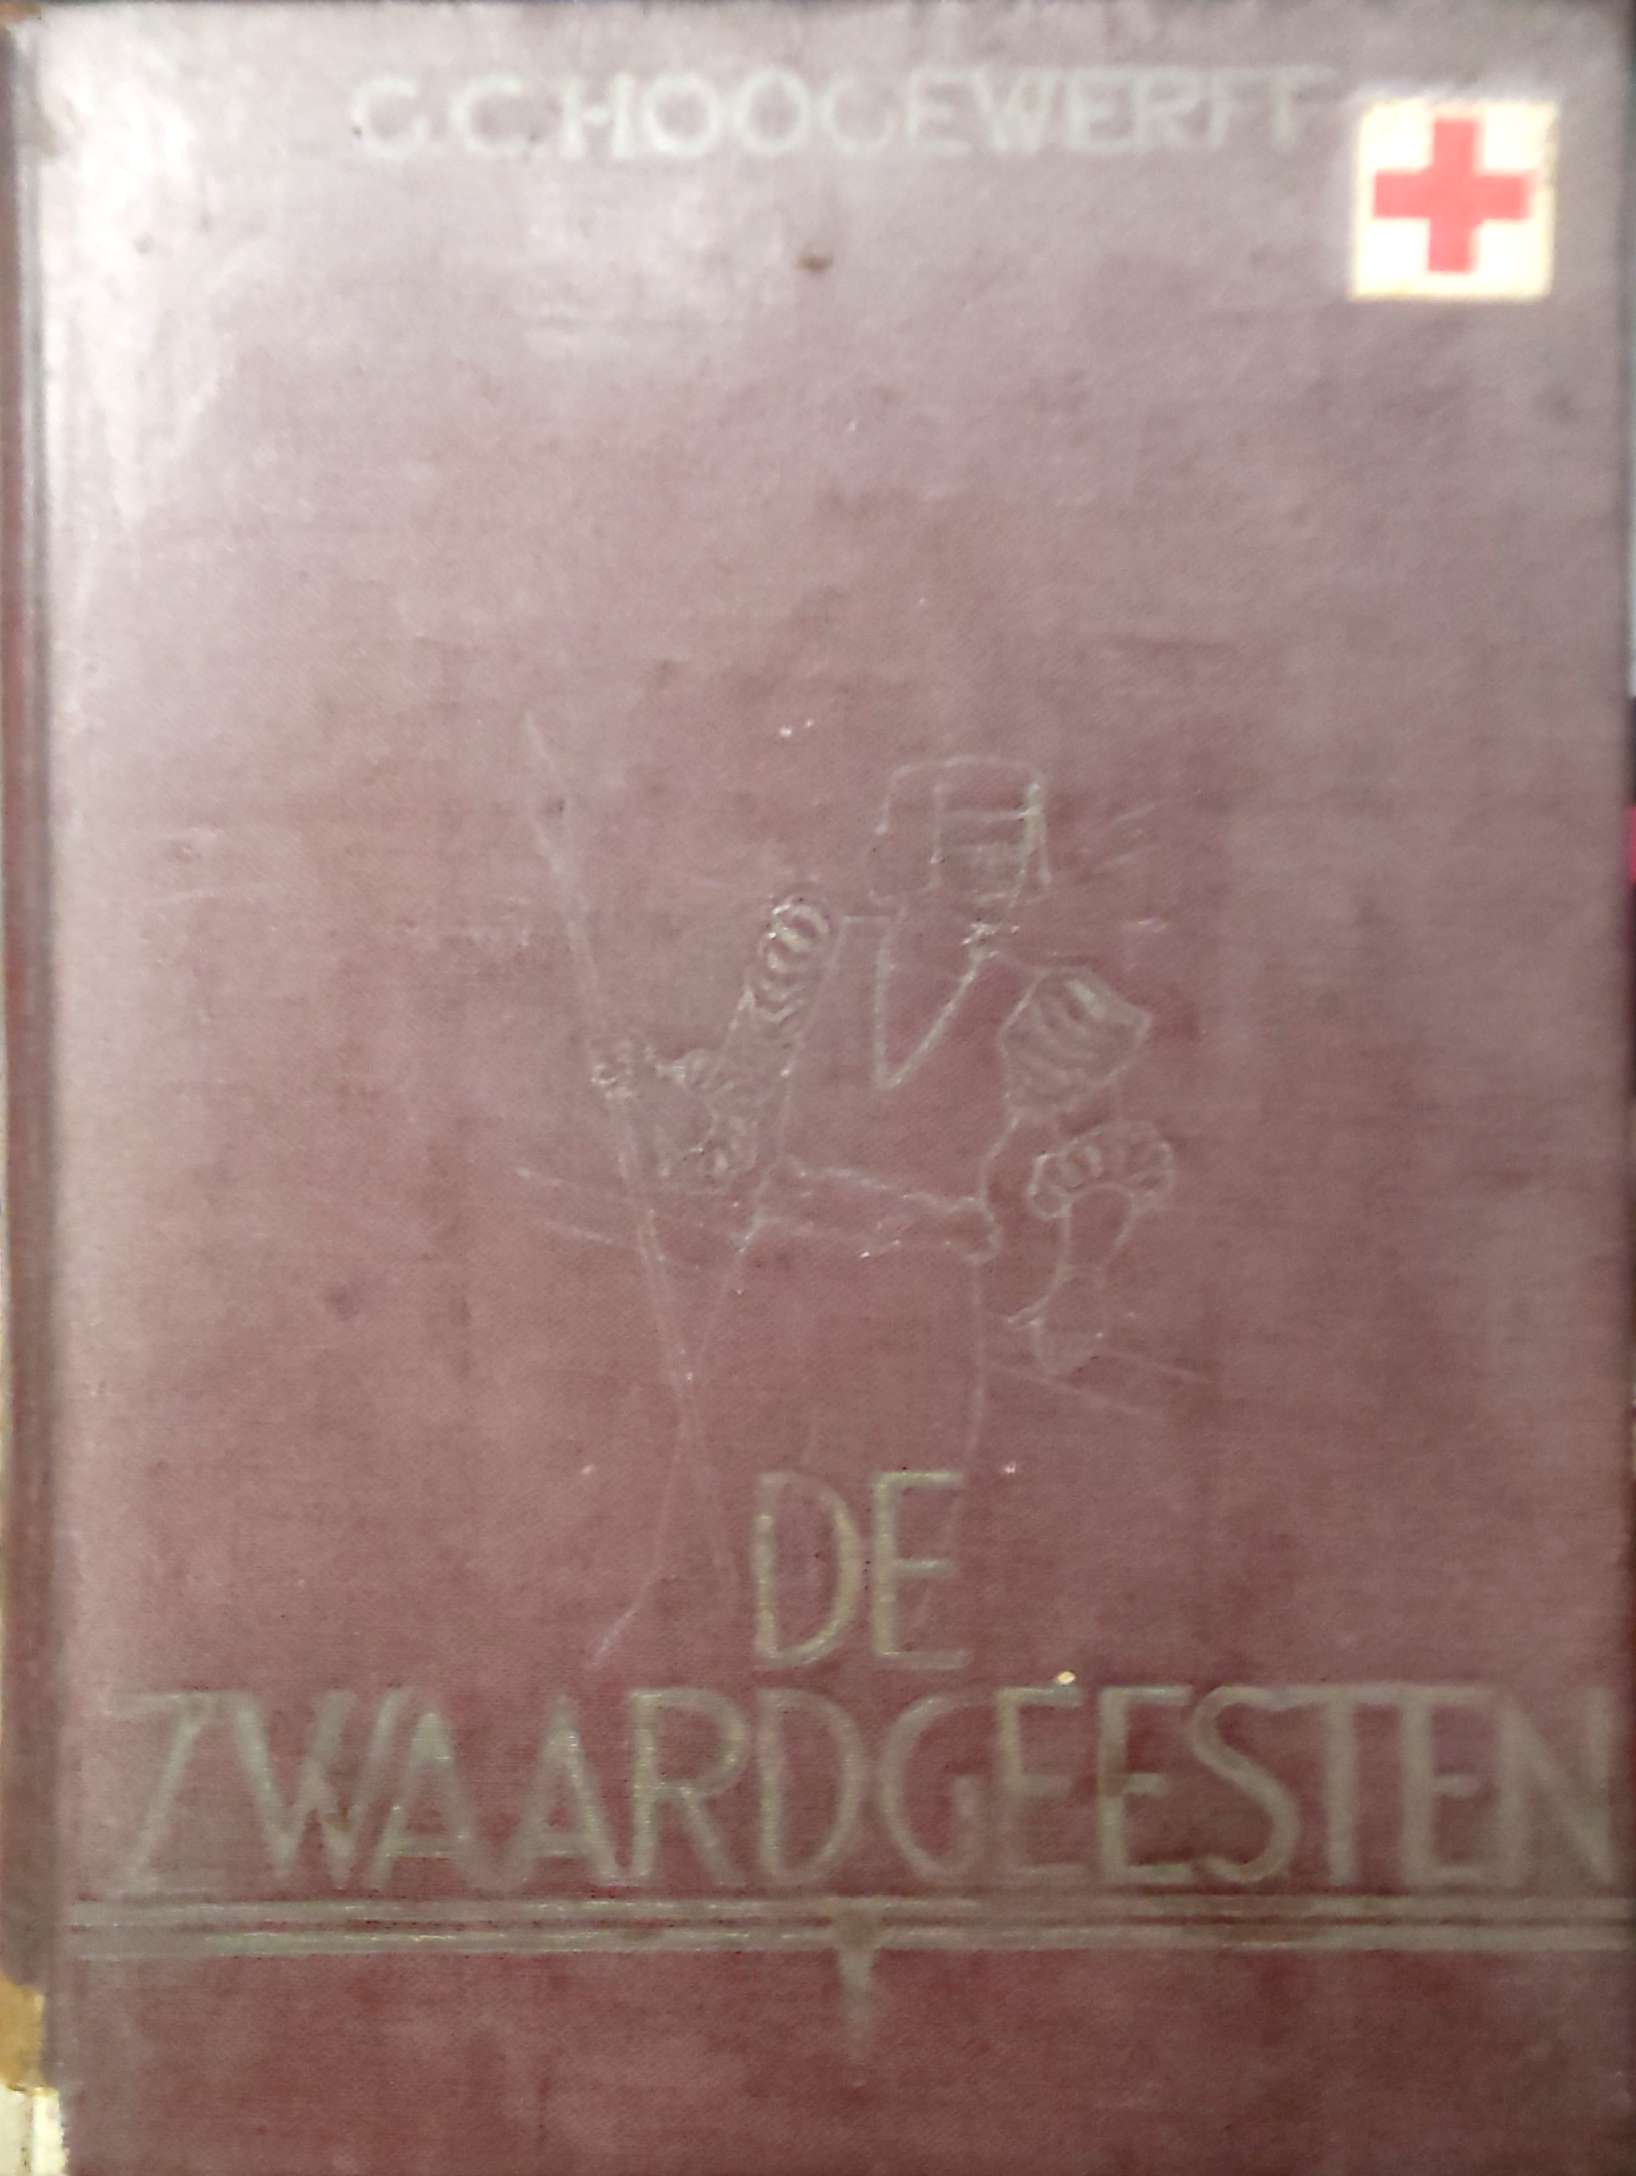 G.C. HOOGEWERFF
DE
ZWAARDGEESTEN